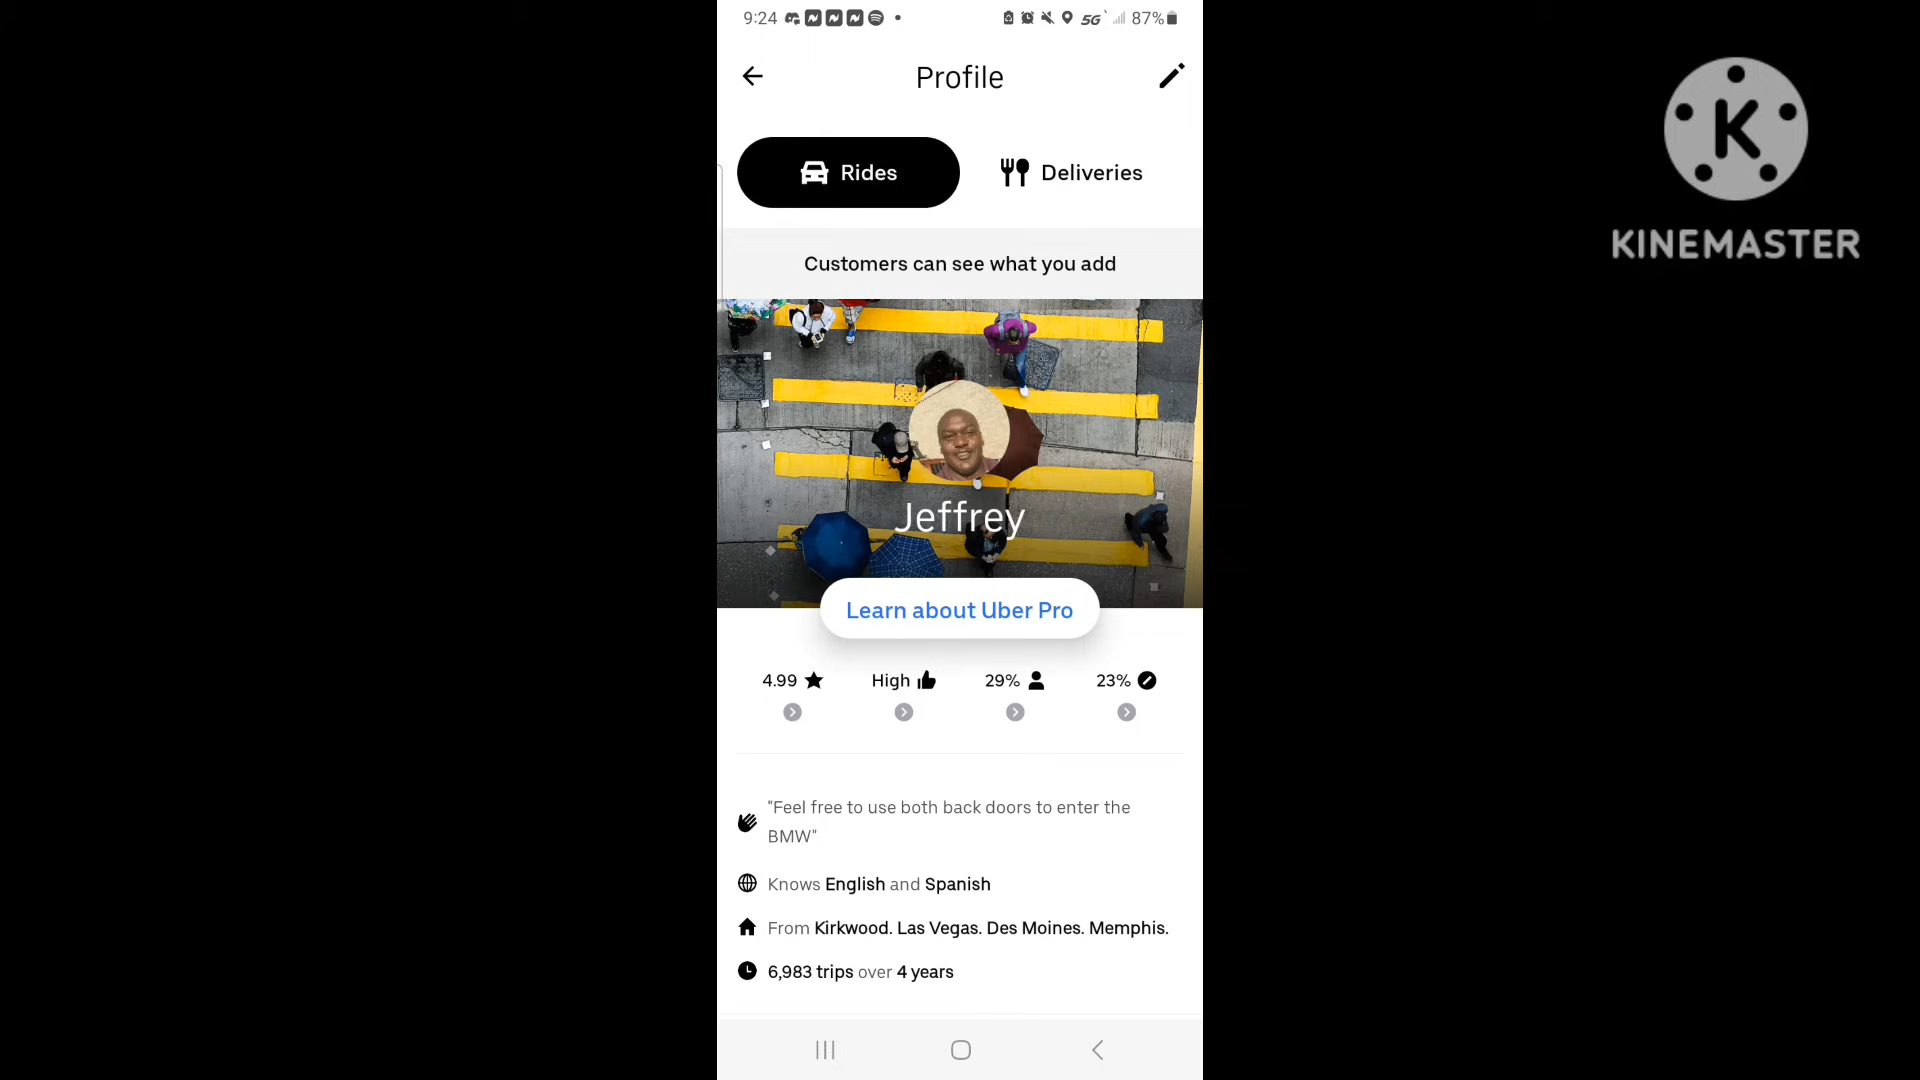 9:24 5G 87%
Profile
Rides Deliveries
Customers can see what you add
Jeffrey
Learn about Uber Pro
4.99 High 29% 23%
"Feel free to use both back doors to enter the
BMW"
Knows English and Spanish
From Kirkwood. Las Vegas. Des Moines. Memphis.
6,983 trips over 4 years
K
KINEMASTER